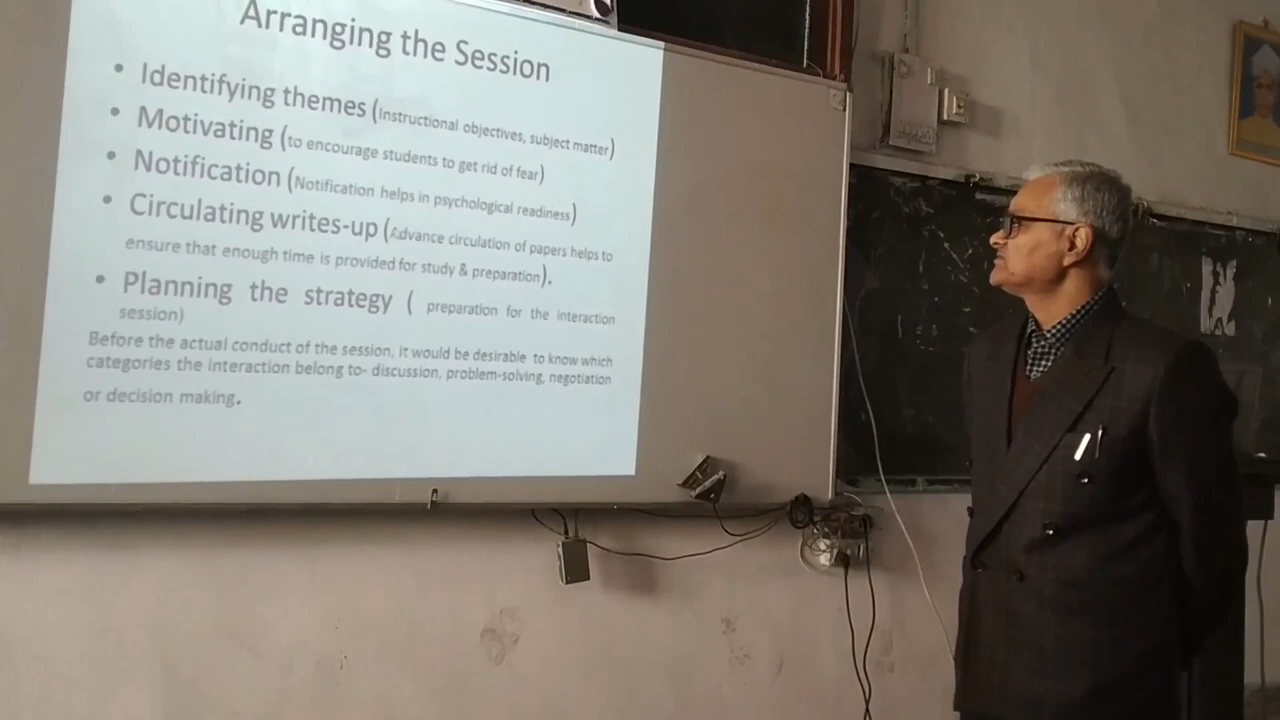 Arranging the Session
• Identifying themes (Instructional objectives, subject matter)
• Motivating (to encourage students to get rid of fear)
• Notification (Notification helps in psychological readiness)
• Circulating writes-up (Advance circulation of papers helps to
ensure that enough time is provided for study & preparation).
• Planning the strategy ( preparation for the interaction
session)
Before the actual conduct of the session, it would be desirable to know which
categories the interaction belong to- discussion, problem-solving, negotiation
or decision making.